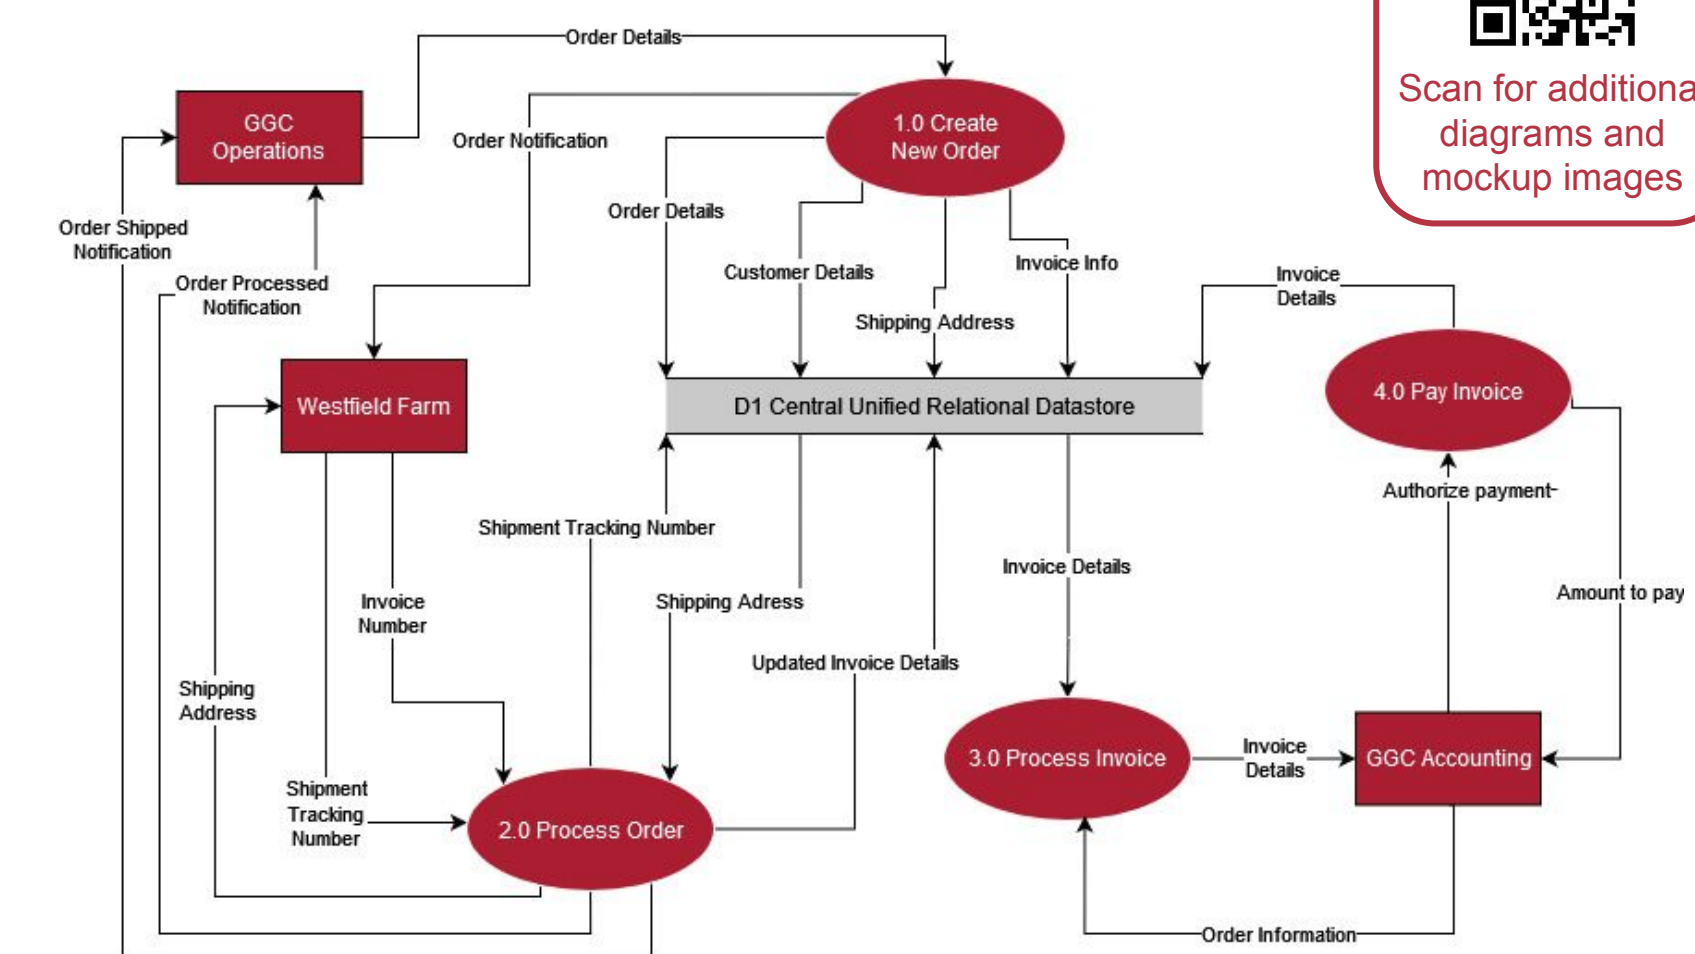 Order Details
Scan for additiona
diagrams and
mockup images
GGC
Operations
1.0 Create
New Order
Order Notification
Order Details
Order Shipped
Notification
Customer Details
Invoice Info
Invoice
Details
Order Processed
Notification
Shipping Address
Westfield Farm
D1 Central Unified Relational Datastore
4.0 Pay Invoice
Authorize payment
Shipment Tracking Number
Invoice Details
Amount to pay
Invoice
Number
Shipping Adress
Updated Invoice Details
Shipping
Address
3.0 Process Invoice
Invoice
Details
GGC Accounting
Shipment
Tracking
Number
2.0 Process Order
Order Information